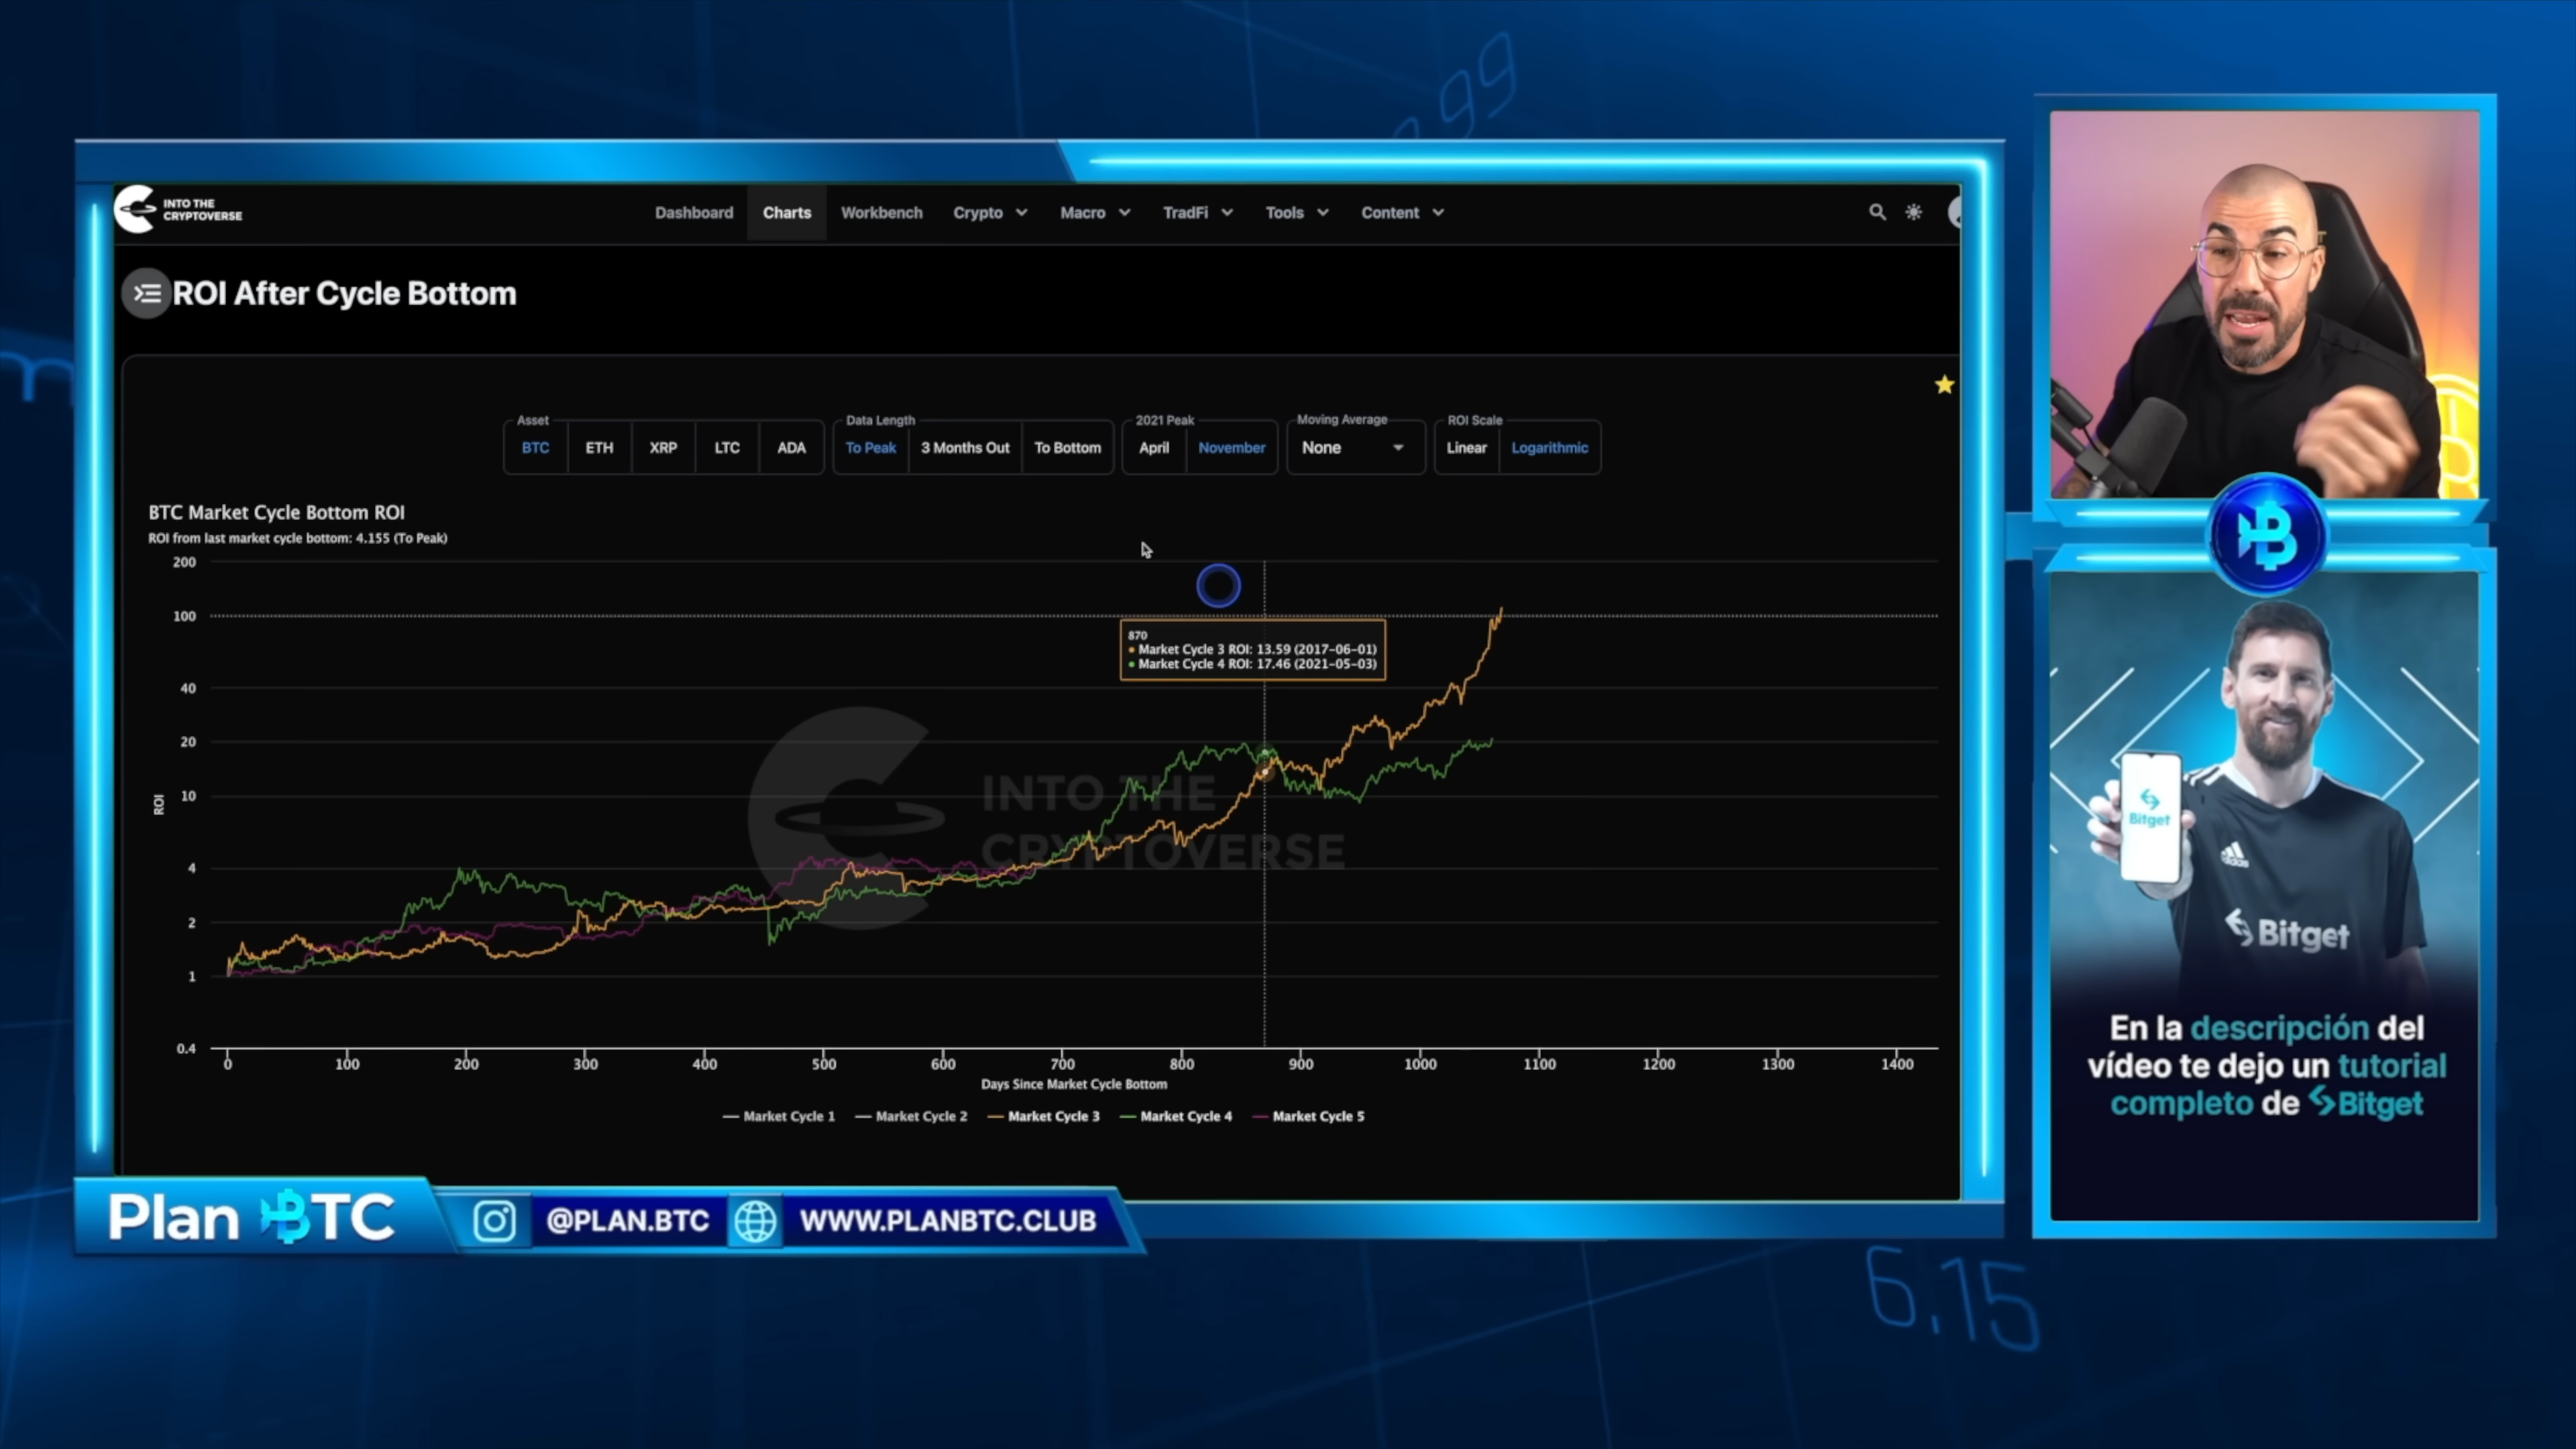 99
INTO THE
CRYPTOVERSE
Dashboard Charts Workbench Crypto Macro TradFi Tools Content
ROI After Cycle Bottom
Asset Data Length 2021 Peak Moving Average ROI Scale
BTC ETH XRP LTC ADA To Peak 3 Months Out To Bottom April November None Linear Logarithmic
BTC Market Cycle Bottom ROI
ROI from last market cycle bottom: 4.155 (To Peak)
200
100
870
Market Cycle 3 ROI: 13.59 (2017-06-01)
Market Cycle 4 ROI: 17.46 (2021-05-03)
40
20
10
ROI
INTO THE
CRYPTOVERSE
4
2
1
0.4
0 100 200 300 400 500 600 700 800 900 1000 1100 1200 1300 1400
Days Since Market Cycle Bottom
Market Cycle 1 Market Cycle 2 Market Cycle 3 Market Cycle 4 Market Cycle 5
Plan BTC @PLAN.BTC WWW.PLANBTC.CLUB
Bitget
adidas
Bitget
En la descripción del
vídeo te dejo un tutorial
completo de Bitget
6,15